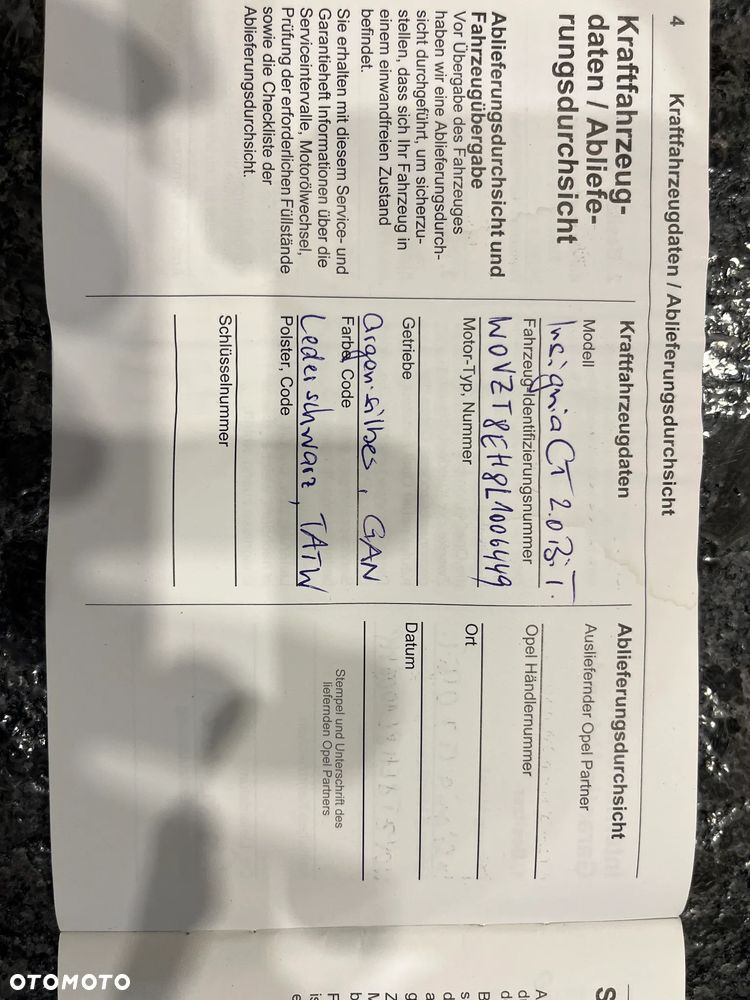 4 Kraftfahrzeugdaten / Ablieferungsdurchsicht
Kraftfahrzeug-
daten / Abliefe-
rungsdurchsicht
Ablieferungsdurchsicht und
Fahrzeugübergabe
Vor Übergabe des Fahrzeuges
haben wir eine Ablieferungsdurch-
sicht durchgeführt, um sicherzu-
stellen, dass sich Ihr Fahrzeug in
einem einwandfreien Zustand
befindet.
Sie erhalten mit diesem Service- und
Garantieheft Informationen über die
Serviceintervalle, Motorölwechsel,
Prüfung der erforderlichen Füllstände
sowie die Checkliste der
Ablieferungsdurchsicht.
Kraftfahrzeugdaten
Modell
Insignia CT 2.0 BiT.
Fahrzeug-Identifizierungsnummer
W0VZT8EH8L1006449
Motor-Typ, Nummer
Getriebe
Argonsilber, GAN
Farbe, Code
Leder schwarz, TATW
Polster, Code
Schlüsselnummer
Ablieferungsdurchsicht
Ausliefernder Opel Partner
Opel Händlernummer
Ort
Datum
Stempel und Unterschrift des
liefernden Opel Partners
OTOMOTO